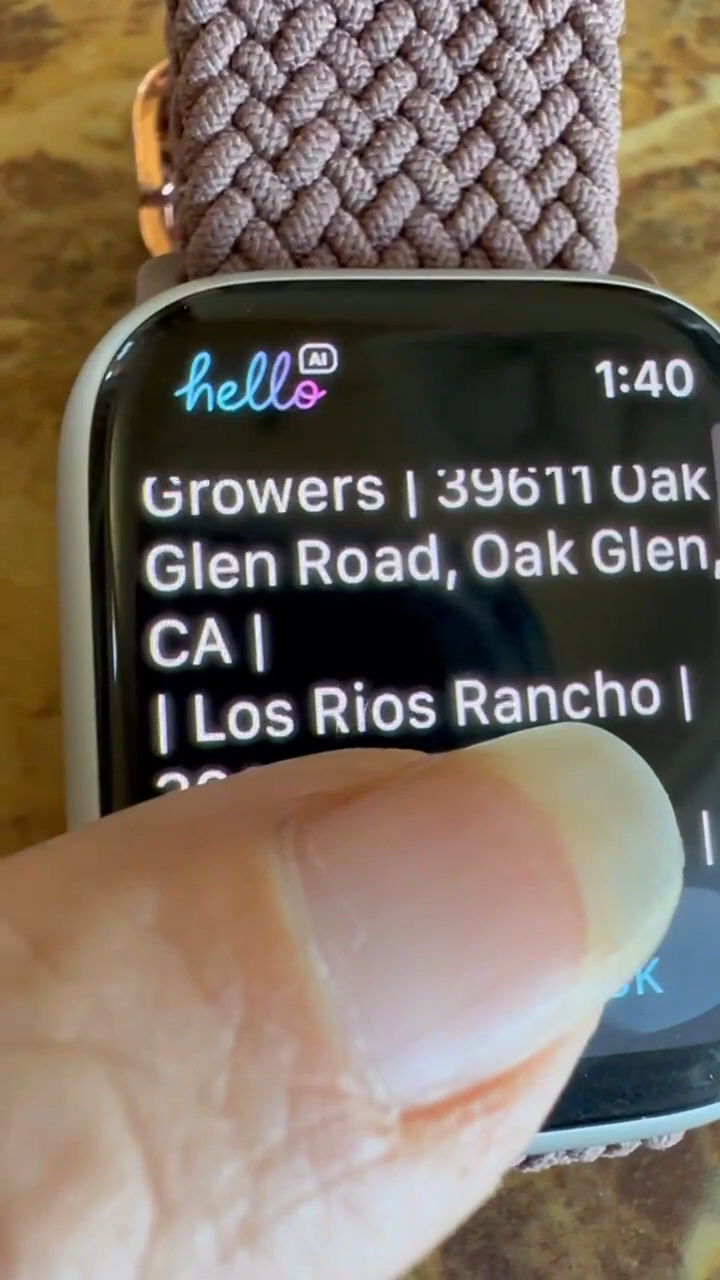 hello AI
1:40
Growers | 39611 Oak
Glen Road, Oak Glen,
CA |
| Los Rios Rancho |
|